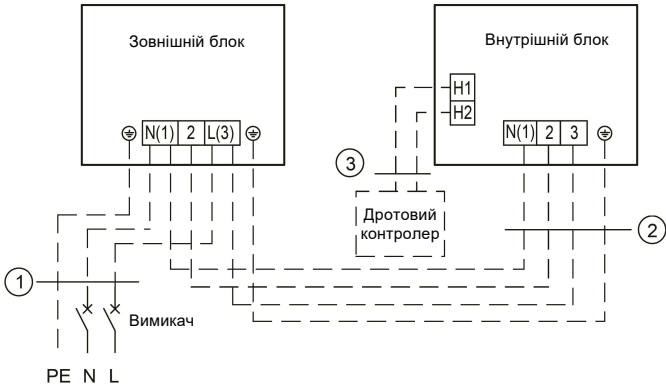 Зовнішній блок
N(1) 2 L(3)
Внутрішній блок
H1
H2
N(1) 2 3
3
Дротовий
контролер
2
1
Вимикач
PE N L